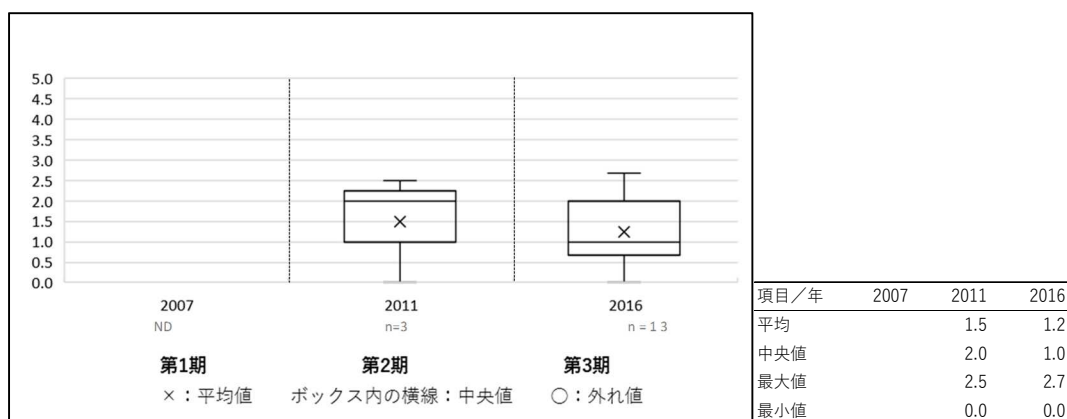 5.0
4.5
4.0
3.5
3.0
2.5
2.0
1.5
1.0
0.5
0.0
2007 2011 2016
ND n=3 n=13
第1期 第2期 第3期
×：平均値 ボックス内の横線：中央値 〇：外れ値
項目／年 2007 2011 2016
平均 1.5 1.2
中央値 2.0 1.0
最大値 2.5 2.7
最小値 0.0 0.0